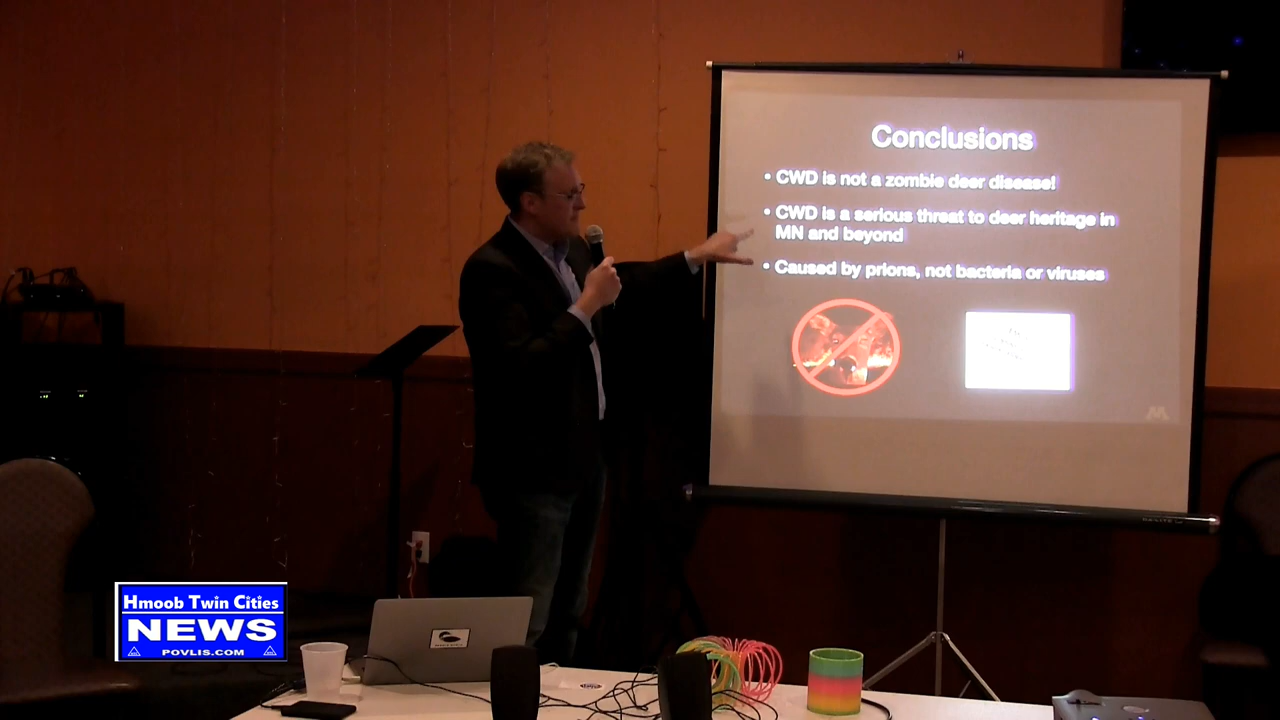 Conclusions
• CWD is not a zombie deer disease!
• CWD is a serious threat to deer heritage in
MN and beyond
• Caused by prions, not bacteria or viruses
M
Hmoob Twin Cities
NEWS
POVLIS.COM